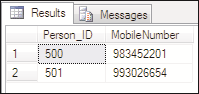 Results Messages
Person_ID MobileNumber
1 500 983452201
2 501 993026654